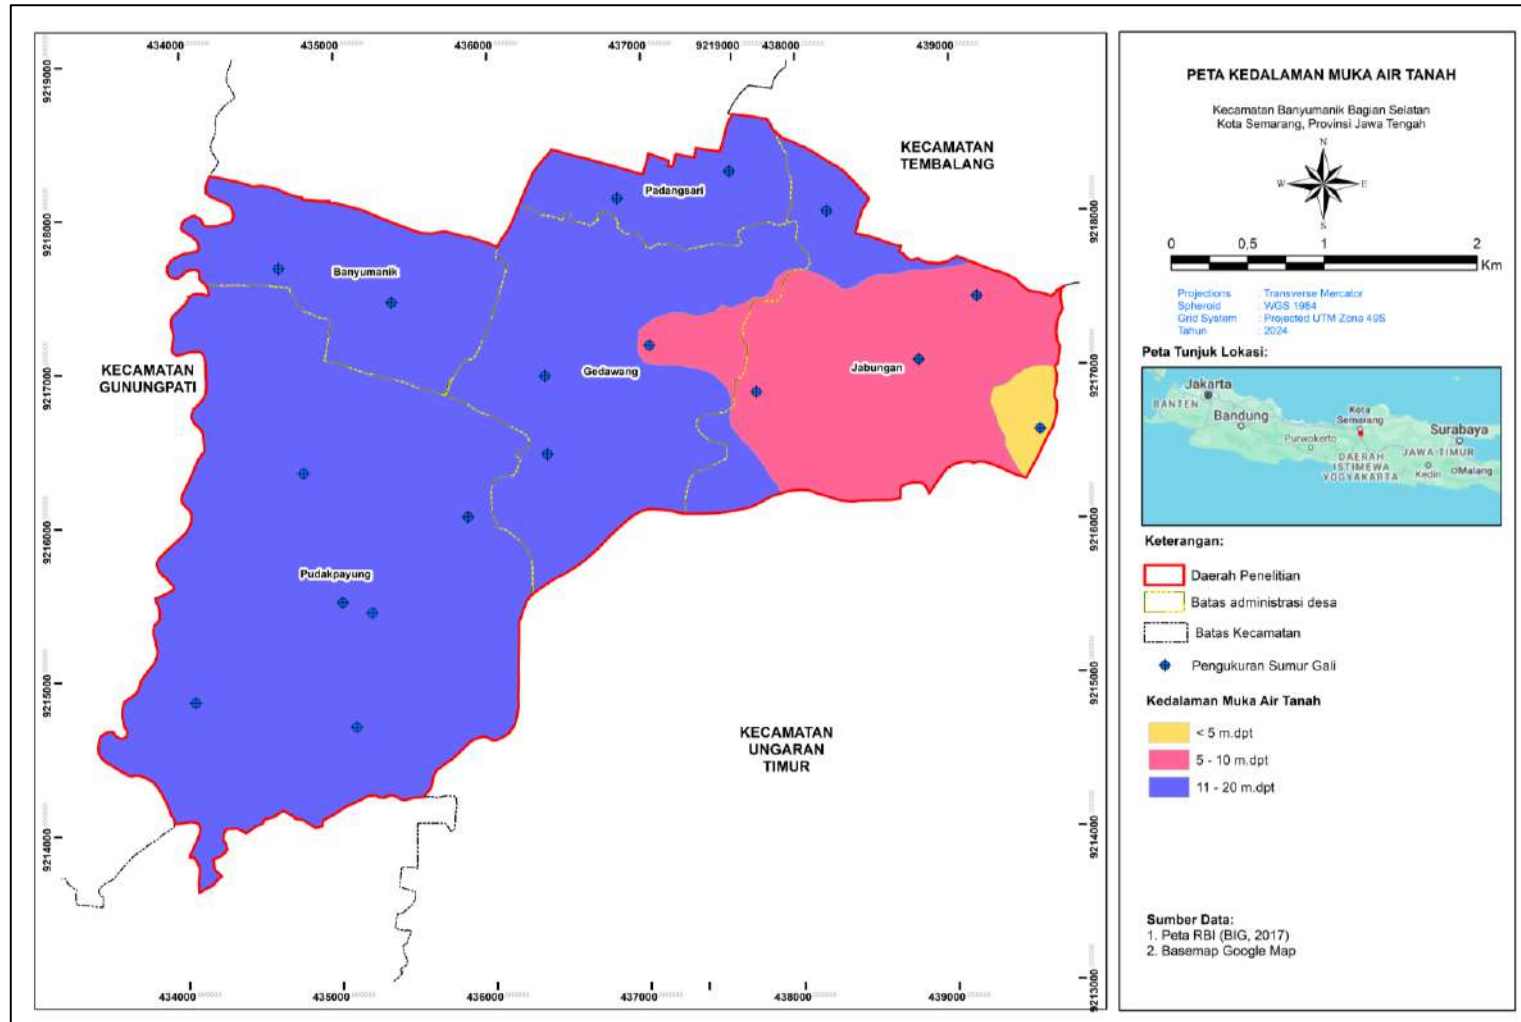 434000
435000
436000
437000
9219000
438000
439000
9219000
9218000
9217000
9216000
9215000
9214000
9218000
9217000
9216000
9215000
9214000
9213000
434000
435000
436000
437000
438000
439000
KECAMATAN
TEMBALANG
Padangsari
Banyumanik
KECAMATAN
GUNUNGPATI
Gedawang
Jabungan
Pudakpayung
KECAMATAN
UNGARAN
TIMUR
PETA KEDALAMAN MUKA AIR TANAH
Kecamatan Banyumanik Bagian Selatan
Kota Semarang, Provinsi Jawa Tengah
N
W E
S
0 0,5 1 2
Km
Projections : Transverse Mercator
Spheroid : WGS 1984
Grid System : Projected UTM Zona 49S
Tahun : 2024
Peta Tunjuk Lokasi:
Jakarta
BANTEN
Bandung
Kota
Semarang
Purwokerto
Surabaya
DAERAH
ISTIMEWA
YOGYAKARTA
JAWA TIMUR
Kediri
Malang
Keterangan:
Daerah Penelitian
Batas administrasi desa
Batas Kecamatan
Pengukuran Sumur Gali
Kedalaman Muka Air Tanah
< 5 m.dpt
5 - 10 m.dpt
11 - 20 m.dpt
Sumber Data:
1. Peta RBI (BIG, 2017)
2. Basemap Google Map